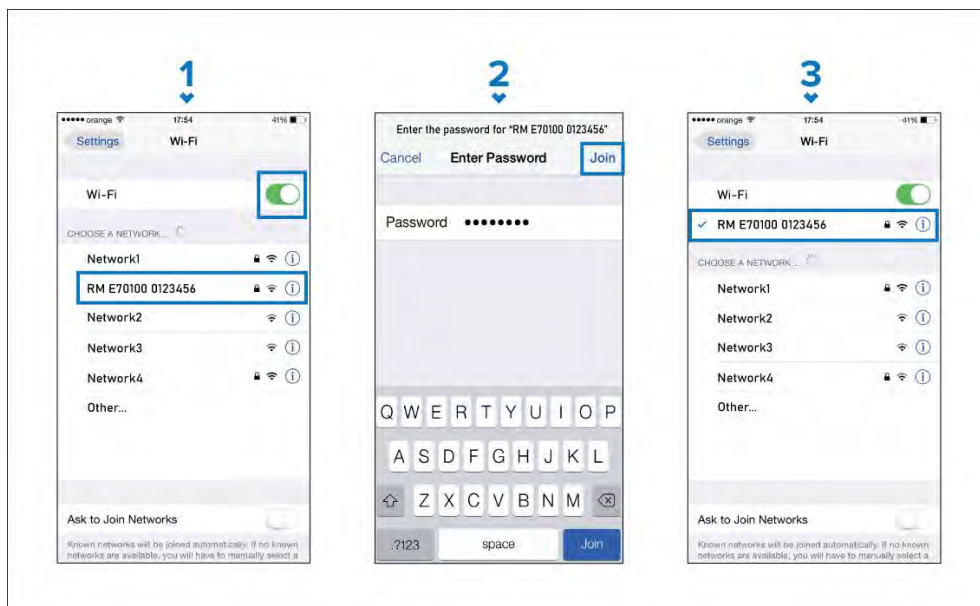 1
●●●●● orange 17:54 41%
Settings Wi-Fi
Wi-Fi
CHOOSE A NETWORK...
Network1
RM E70100 0123456
Network2
Network3
Network4
Other...
Ask to Join Networks
Known networks will be joined automatically. If no known
networks are available, you will have to manually select a
2
Enter the password for “RM E70100 0123456”
Cancel Enter Password Join
Password ●●●●●●●●
Q W E R T Y U I O P
A S D F G H J K L
Z X C V B N M
.?123 space Join
3
●●●●● orange 17:54 41%
Settings Wi-Fi
Wi-Fi
✓ RM E70100 0123456
CHOOSE A NETWORK...
Network1
Network2
Network3
Network4
Other...
Ask to Join Networks
Known networks will be joined automatically. If no known
networks are available, you will have to manually select a